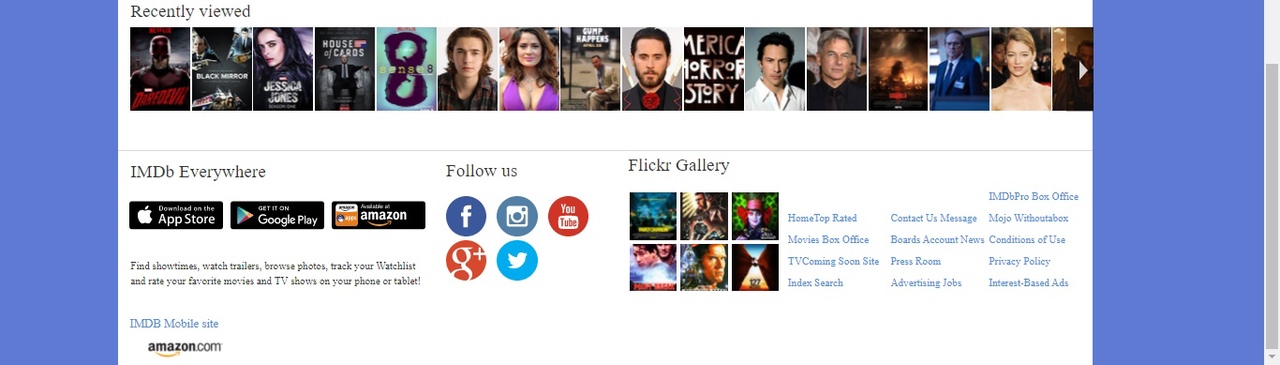 Recently viewed
DAREDEVIL
BLACK MIRROR
JESSICA
JONES
SEASON ONE
HOUSE
of CARDS
sense8
GUMP
HAPPENS
MERICA
ORROR
STORY
IMDb Everywhere
Follow us
Flickr Gallery
Download on the
App Store
GET IT ON
Google Play
amazon
apps
Available at
amazon
f
You
Tube
g+
127
IMDbPro Box Office
HomeTop Rated
Contact Us Message
Mojo Withoutabox
Movies Box Office
Boards Account News
Conditions of Use
TVComing Soon Site
Press Room
Privacy Policy
Index Search
Advertising Jobs
Interest-Based Ads
Find showtimes, watch trailers, browse photos, track your Watchlist
and rate your favorite movies and TV shows on your phone or tablet!
IMDB Mobile site
amazon.com